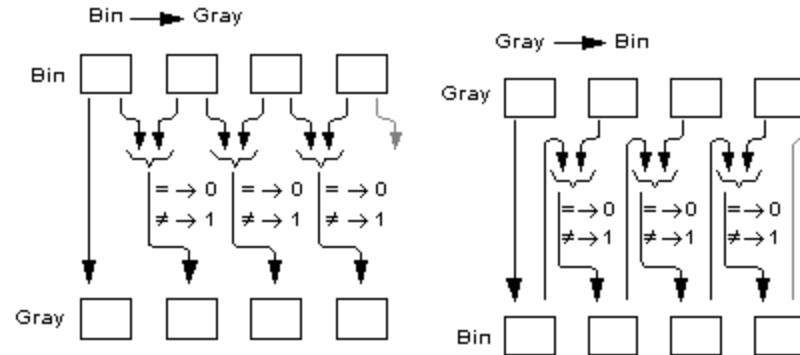 Bin → Gray
Bin
= → 0 = → 0 = → 0
≠ → 1 ≠ → 1 ≠ → 1
Gray
Gray → Bin
Gray
= → 0 = → 0 = → 0
≠ → 1 ≠ → 1 ≠ → 1
Bin